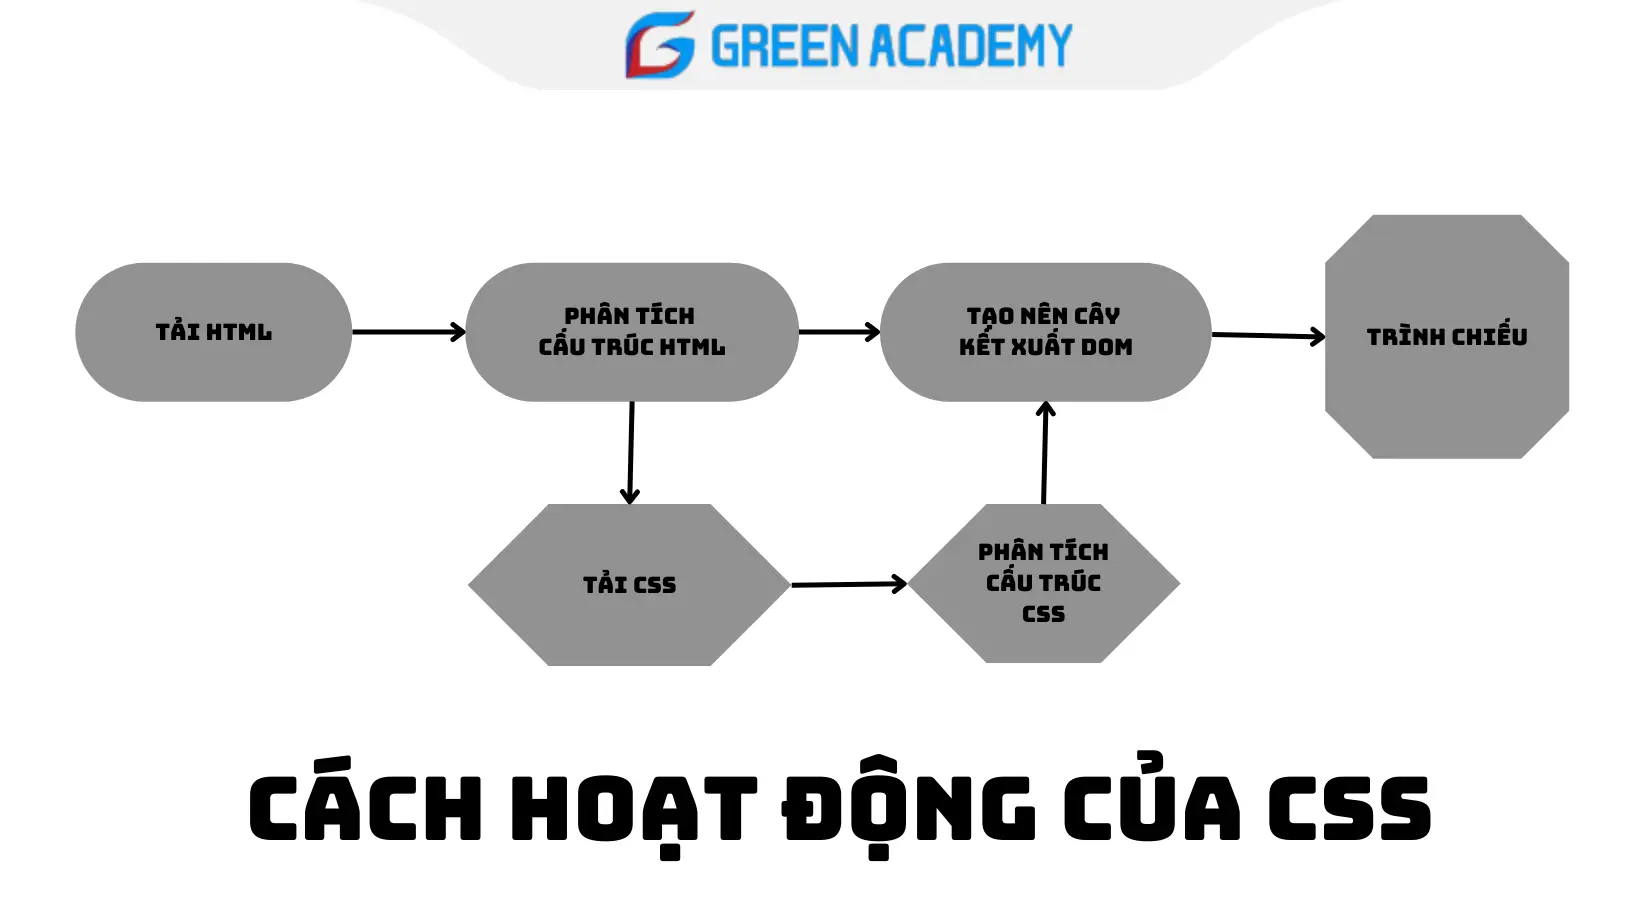 GREEN ACADEMY
TẢI HTML
PHÂN TÍCH
CẤU TRÚC HTML
TẠO NÊN CÂY
KẾT XUẤT DOM
TRÌNH CHIẾU
TẢI CSS
PHÂN TÍCH
CẤU TRÚC
CSS
CÁCH HOẠT ĐỘNG CỦA CSS